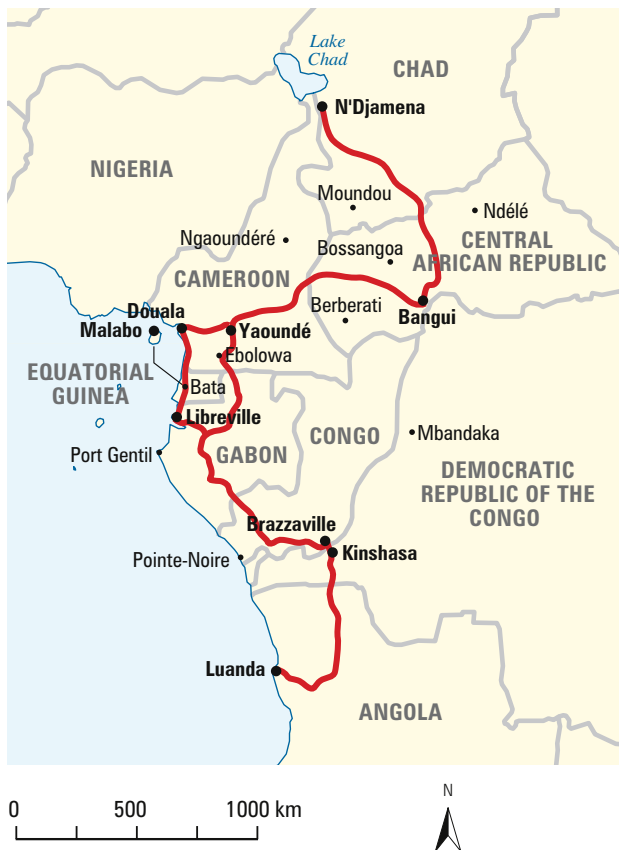 Lake
Chad
CHAD
N'Djamena
NIGERIA
Moundou
Ndélé
Ngaoundéré
Bossangoa
CENTRAL
AFRICAN REPUBLIC
CAMEROON
Douala
Berberati
Malabo
Yaoundé
Bangui
Ebolowa
EQUATORIAL
GUINEA
Bata
Libreville
CONGO
Mbandaka
Port Gentil
GABON
DEMOCRATIC
REPUBLIC OF THE
CONGO
Brazzaville
Kinshasa
Pointe-Noire
Luanda
ANGOLA
N
0 500 1000 km